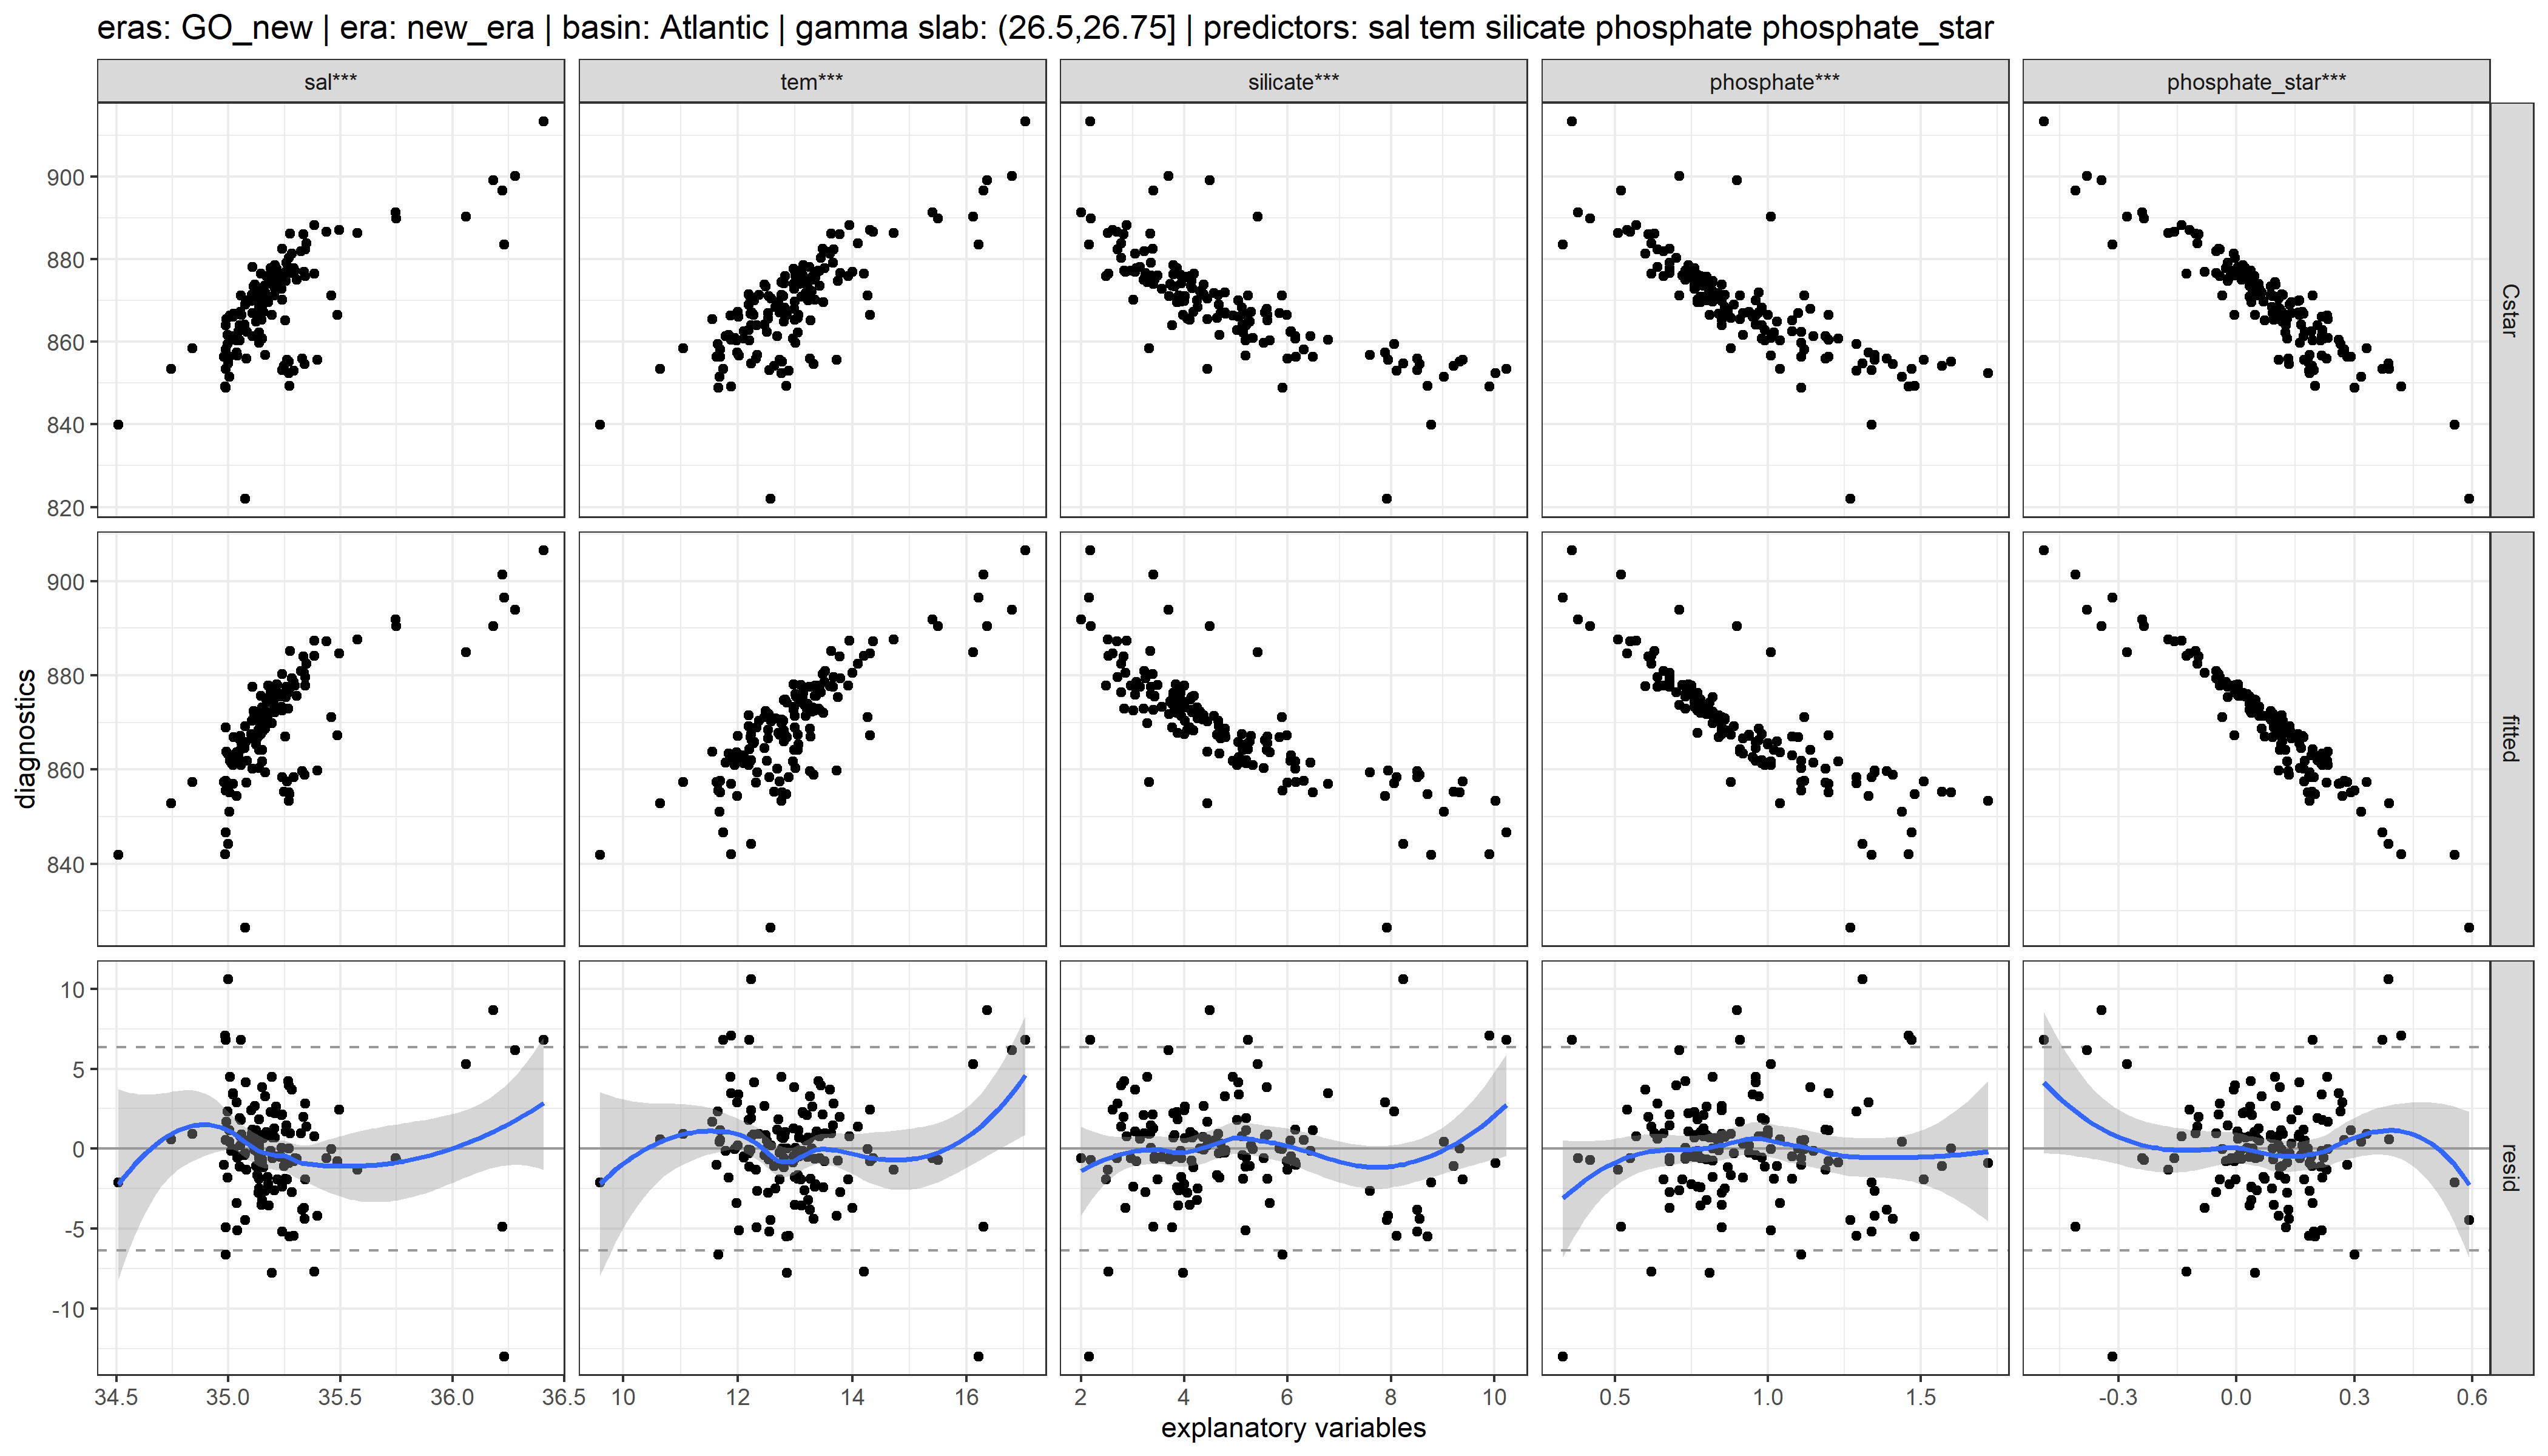 eras: GO_new | era: new_era | basin: Atlantic | gamma slab: (26.5,26.75] | predictors: sal tem silicate phosphate phosphate_star
sal*** tem*** silicate*** phosphate*** phosphate_star***
900
880
860
840
820
Cstar
900
880
860
840
fitted
10
5
0
-5
-10
resid
diagnostics
34.5 35.0 35.5 36.0 36.5 10 12 14 16 2 4 6 8 10 0.5 1.0 1.5 -0.3 0.0 0.3 0.6
explanatory variables